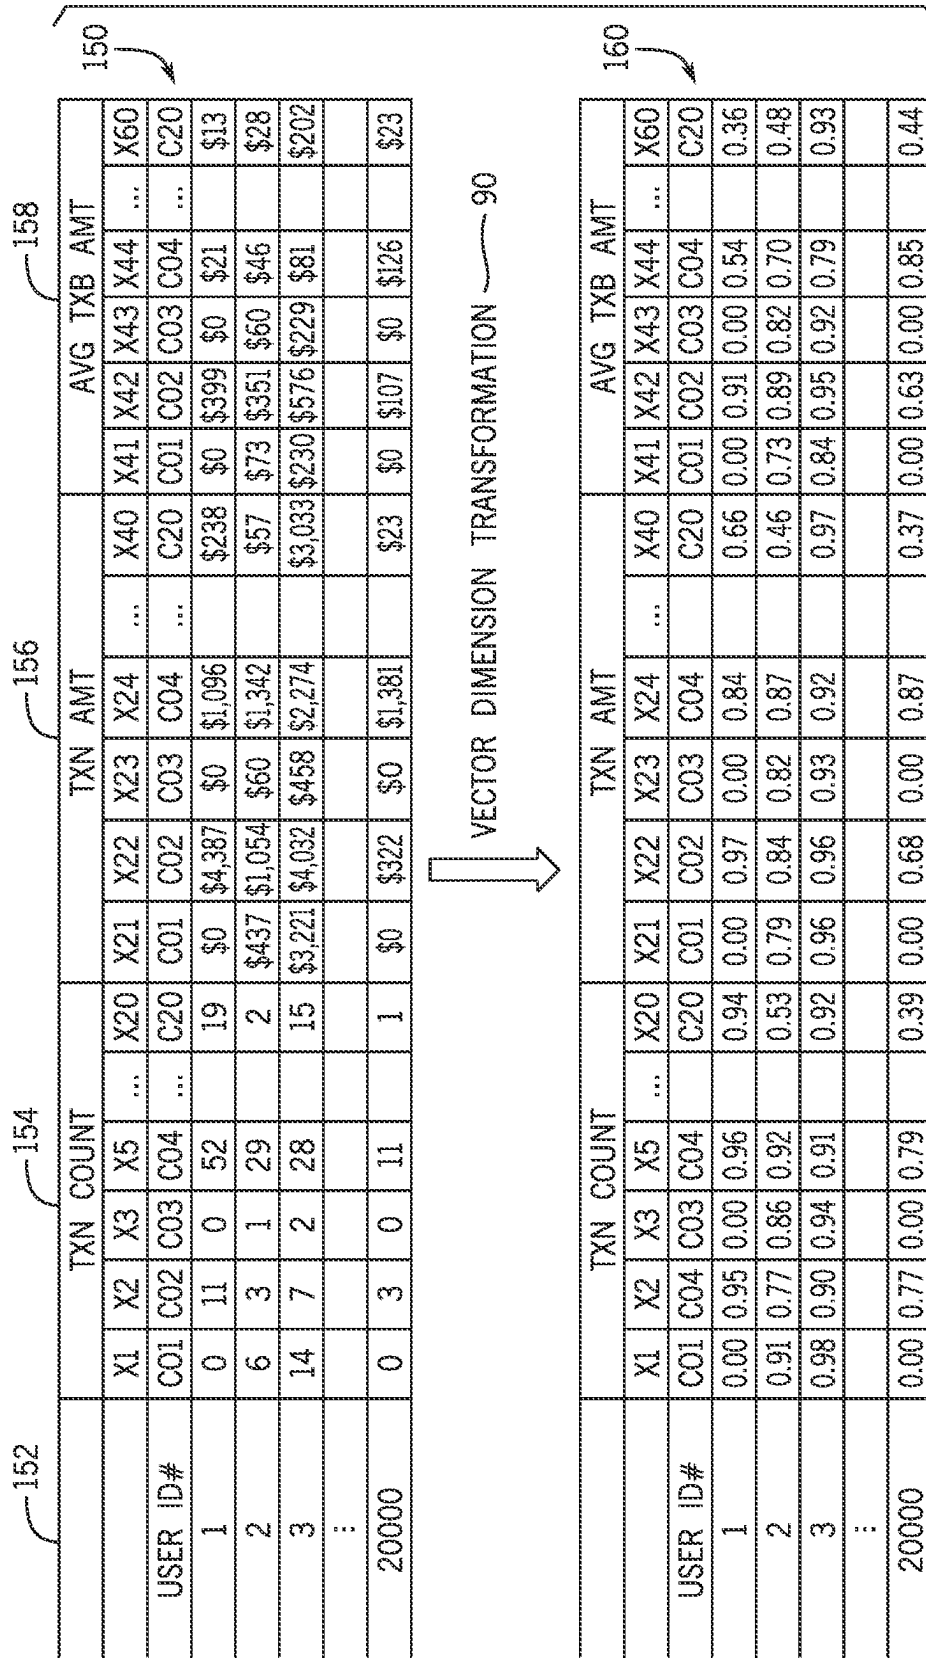 152 154 156 158
150
TXN COUNT TXN AMT AVG TXB AMT
X1 X2 X3 X5 ... X20 X21 X22 X23 X24 ... X40 X41 X42 X43 X44 ... X60
USER ID# C01 C02 C03 C04 ... C20 C01 C02 C03 C04 ... C20 C01 C02 C03 C04 ... C20
1 0 11 0 52 19 $0 $4,387 $0 $1,096 $238 $0 $399 $0 $21 $13
2 6 3 1 29 2 $437 $1,054 $60 $1,342 $57 $73 $351 $60 $46 $28
3 14 7 2 28 15 $3,221 $4,032 $458 $2,274 $3,033 $230 $576 $229 $81 $202
⋮
20000 0 3 0 11 1 $0 $322 $0 $1,381 $23 $0 $107 $0 $126 $23
VECTOR DIMENSION TRANSFORMATION 90
160
TXN COUNT TXN AMT AVG TXB AMT
X1 X2 X3 X5 ... X20 X21 X22 X23 X24 ... X40 X41 X42 X43 X44 ... X60
USER ID# C01 C04 C03 C04 C20 C01 C02 C03 C04 C20 C01 C02 C03 C04 C20
1 0.00 0.95 0.00 0.96 0.94 0.00 0.97 0.00 0.84 0.66 0.00 0.91 0.00 0.54 0.36
2 0.91 0.77 0.86 0.92 0.53 0.79 0.84 0.82 0.87 0.46 0.73 0.89 0.82 0.70 0.48
3 0.98 0.90 0.94 0.91 0.92 0.96 0.96 0.93 0.92 0.97 0.84 0.95 0.92 0.79 0.93
⋮
20000 0.00 0.77 0.00 0.79 0.39 0.00 0.68 0.00 0.87 0.37 0.00 0.63 0.00 0.85 0.44